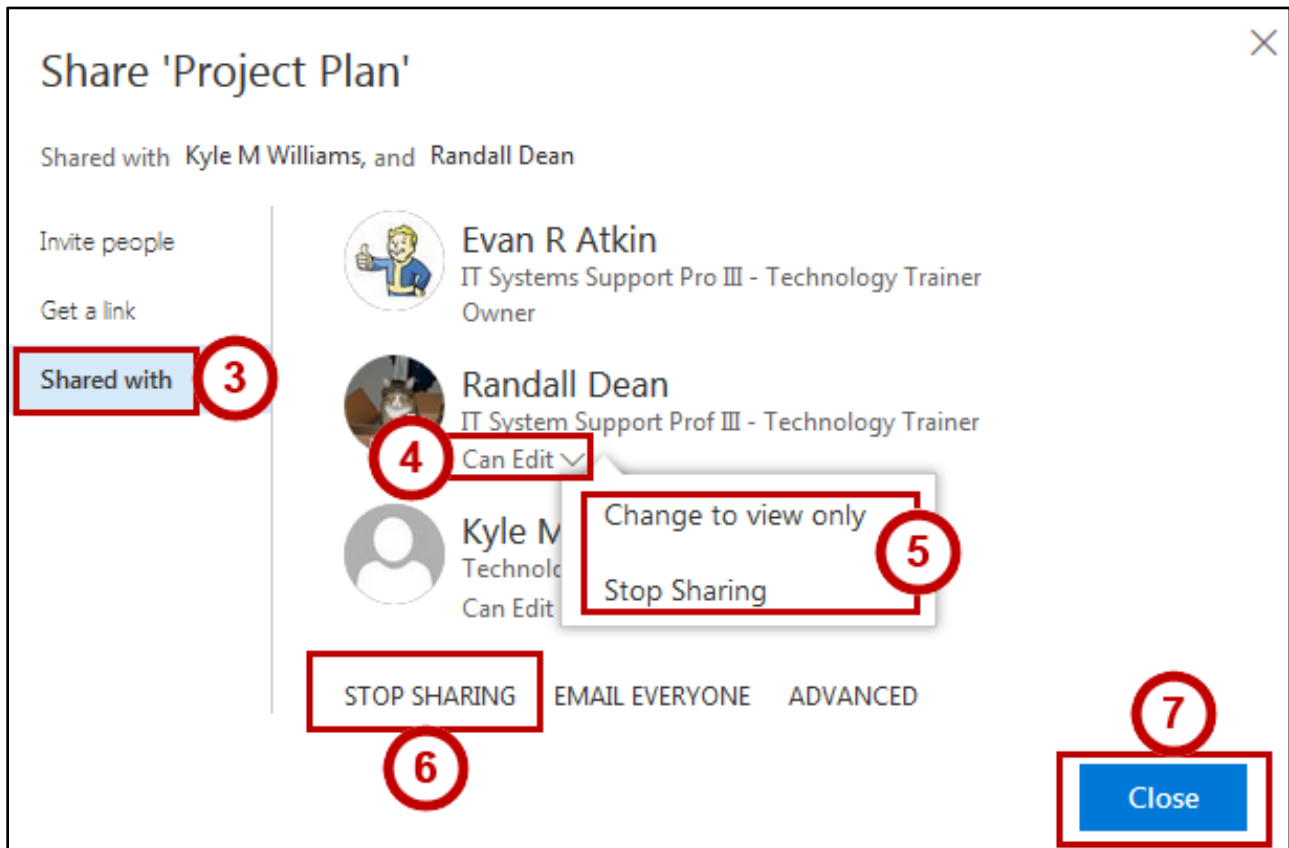 Share 'Project Plan'
Shared with Kyle M Williams, and Randall Dean
Invite people
Get a link
Shared with
3
Evan R Atkin
IT Systems Support Pro III - Technology Trainer
Owner
Randall Dean
IT System Support Prof III - Technology Trainer
4
Can Edit
Change to view only
Stop Sharing
5
Kyle M
Can Edit
STOP SHARING EMAIL EVERYONE ADVANCED
6
7
Close